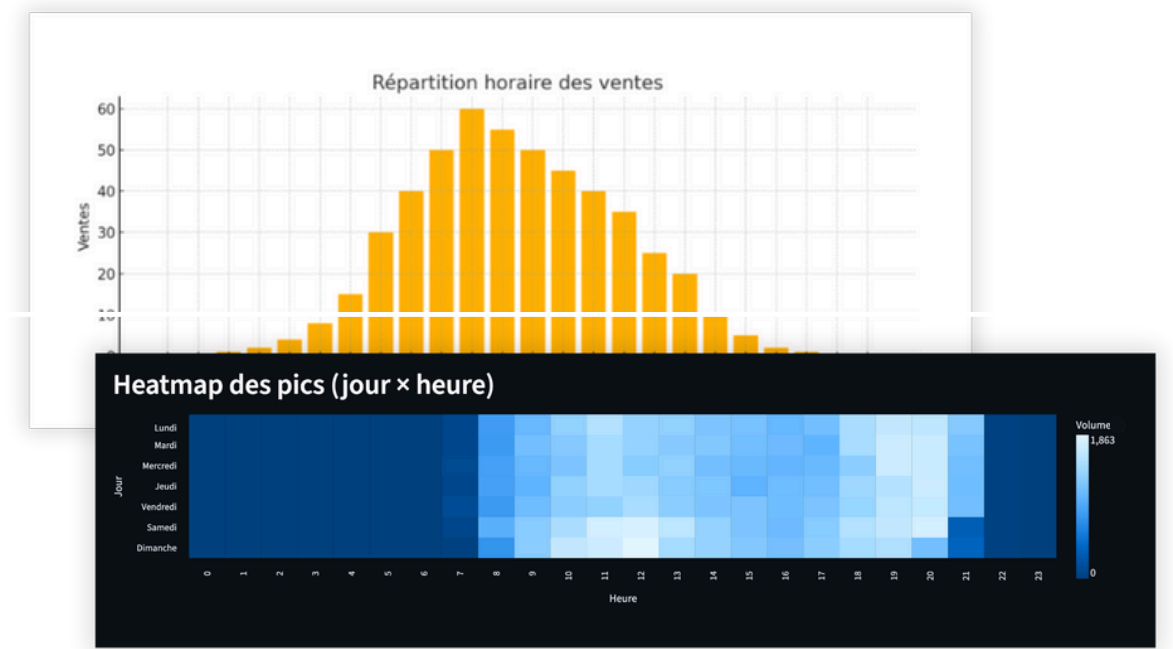 Répartition horaire des ventes
60
50
40
30
20
10
Ventes
Heatmap des pics (jour × heure)
Lundi
Mardi
Mercredi
Jeudi
Vendredi
Samedi
Dimanche
Jour
0 1 2 3 4 5 6 7 8 9 10 11 12 13 14 15 16 17 18 19 20 21 22 23
Heure
Volume
1,863
0